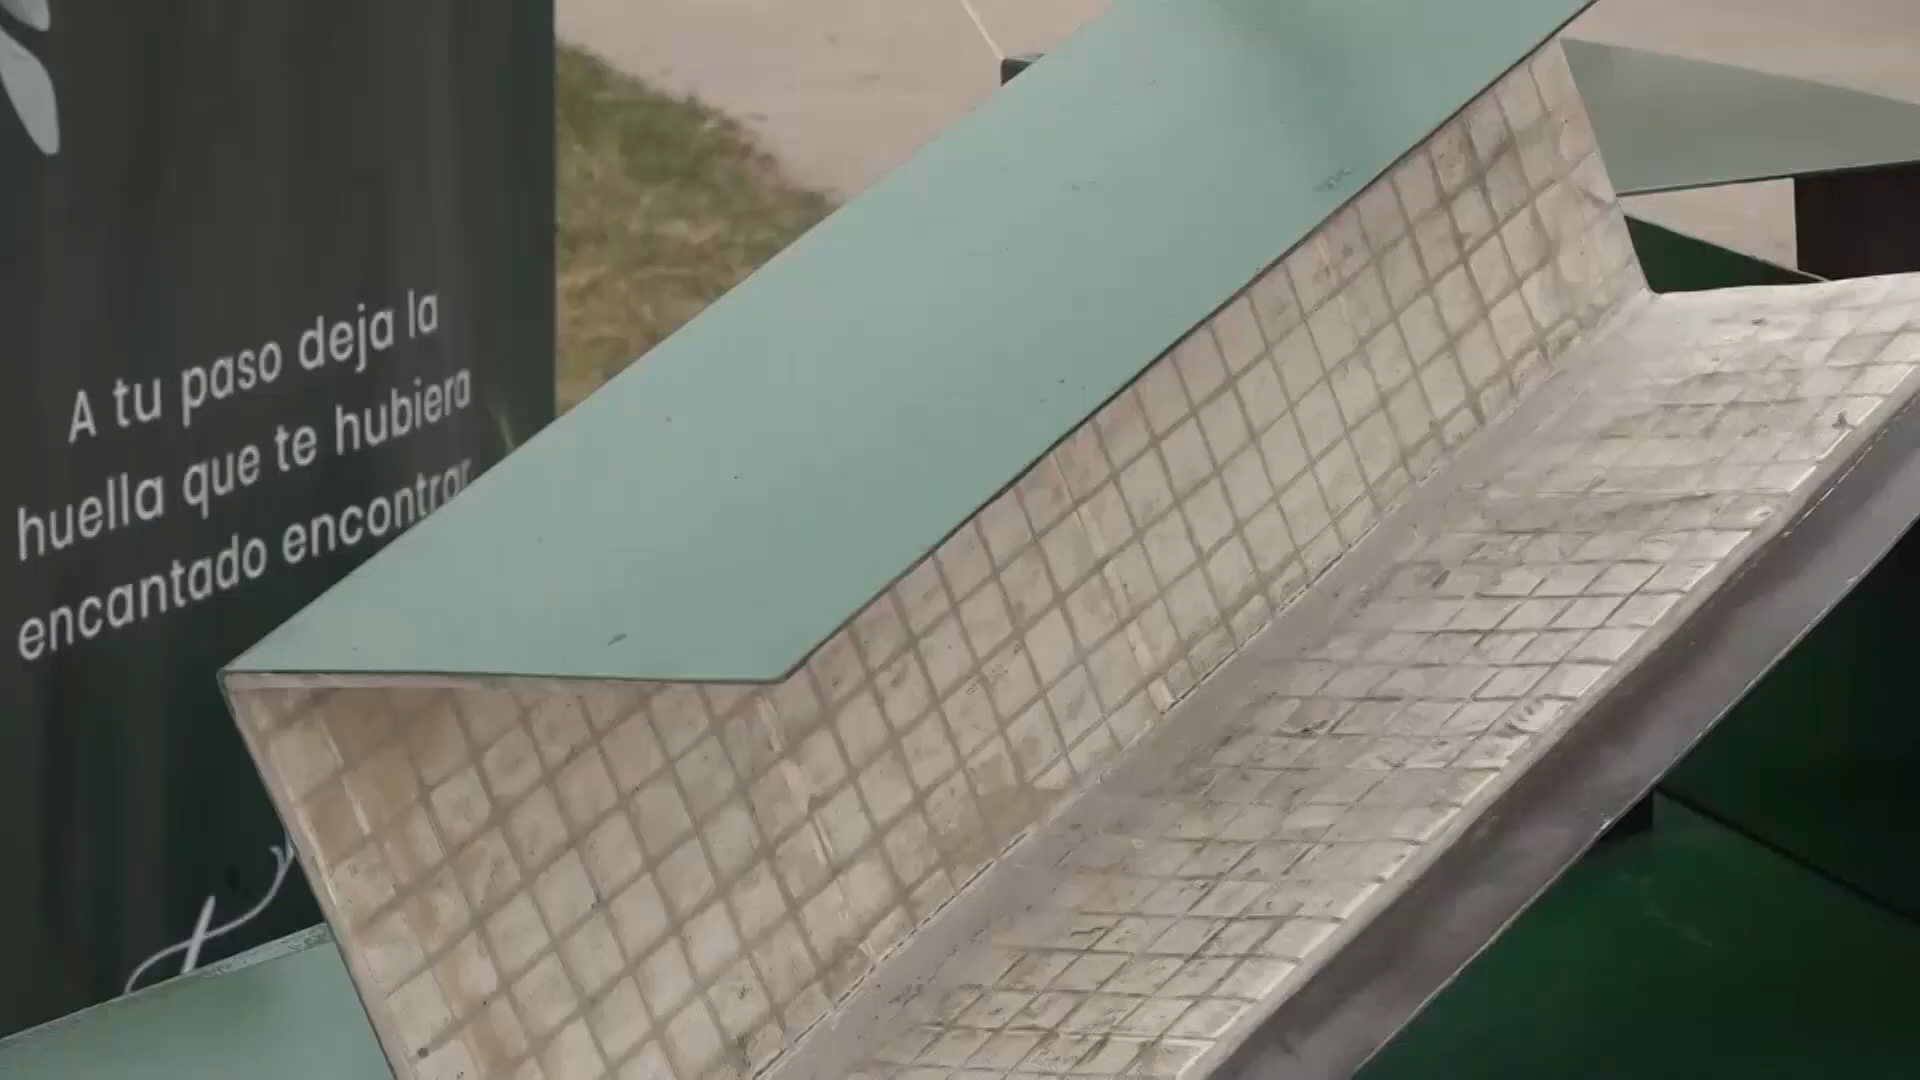 A tu paso deja la
huella que te hubiera
encantado encontrar